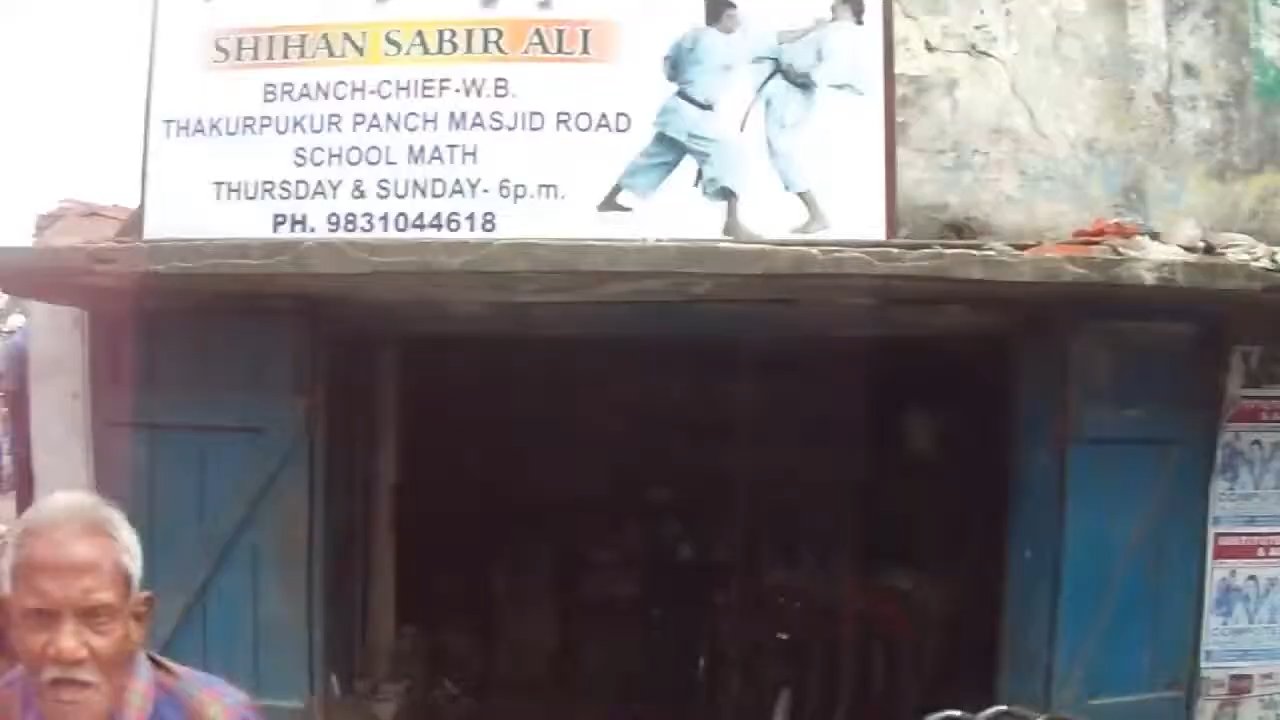 SHIHAN SABIR ALI
BRANCH-CHIEF-W.B.
THAKURPUKUR PANCH MASJID ROAD
SCHOOL MATH
THURSDAY & SUNDAY- 6p.m.
PH. 9831044618